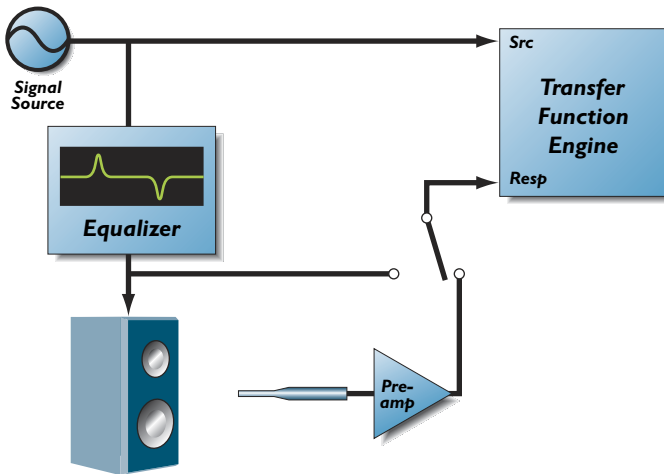 Signal
Source
Src
Transfer
Function
Engine
Resp
Equalizer
Pre-
amp